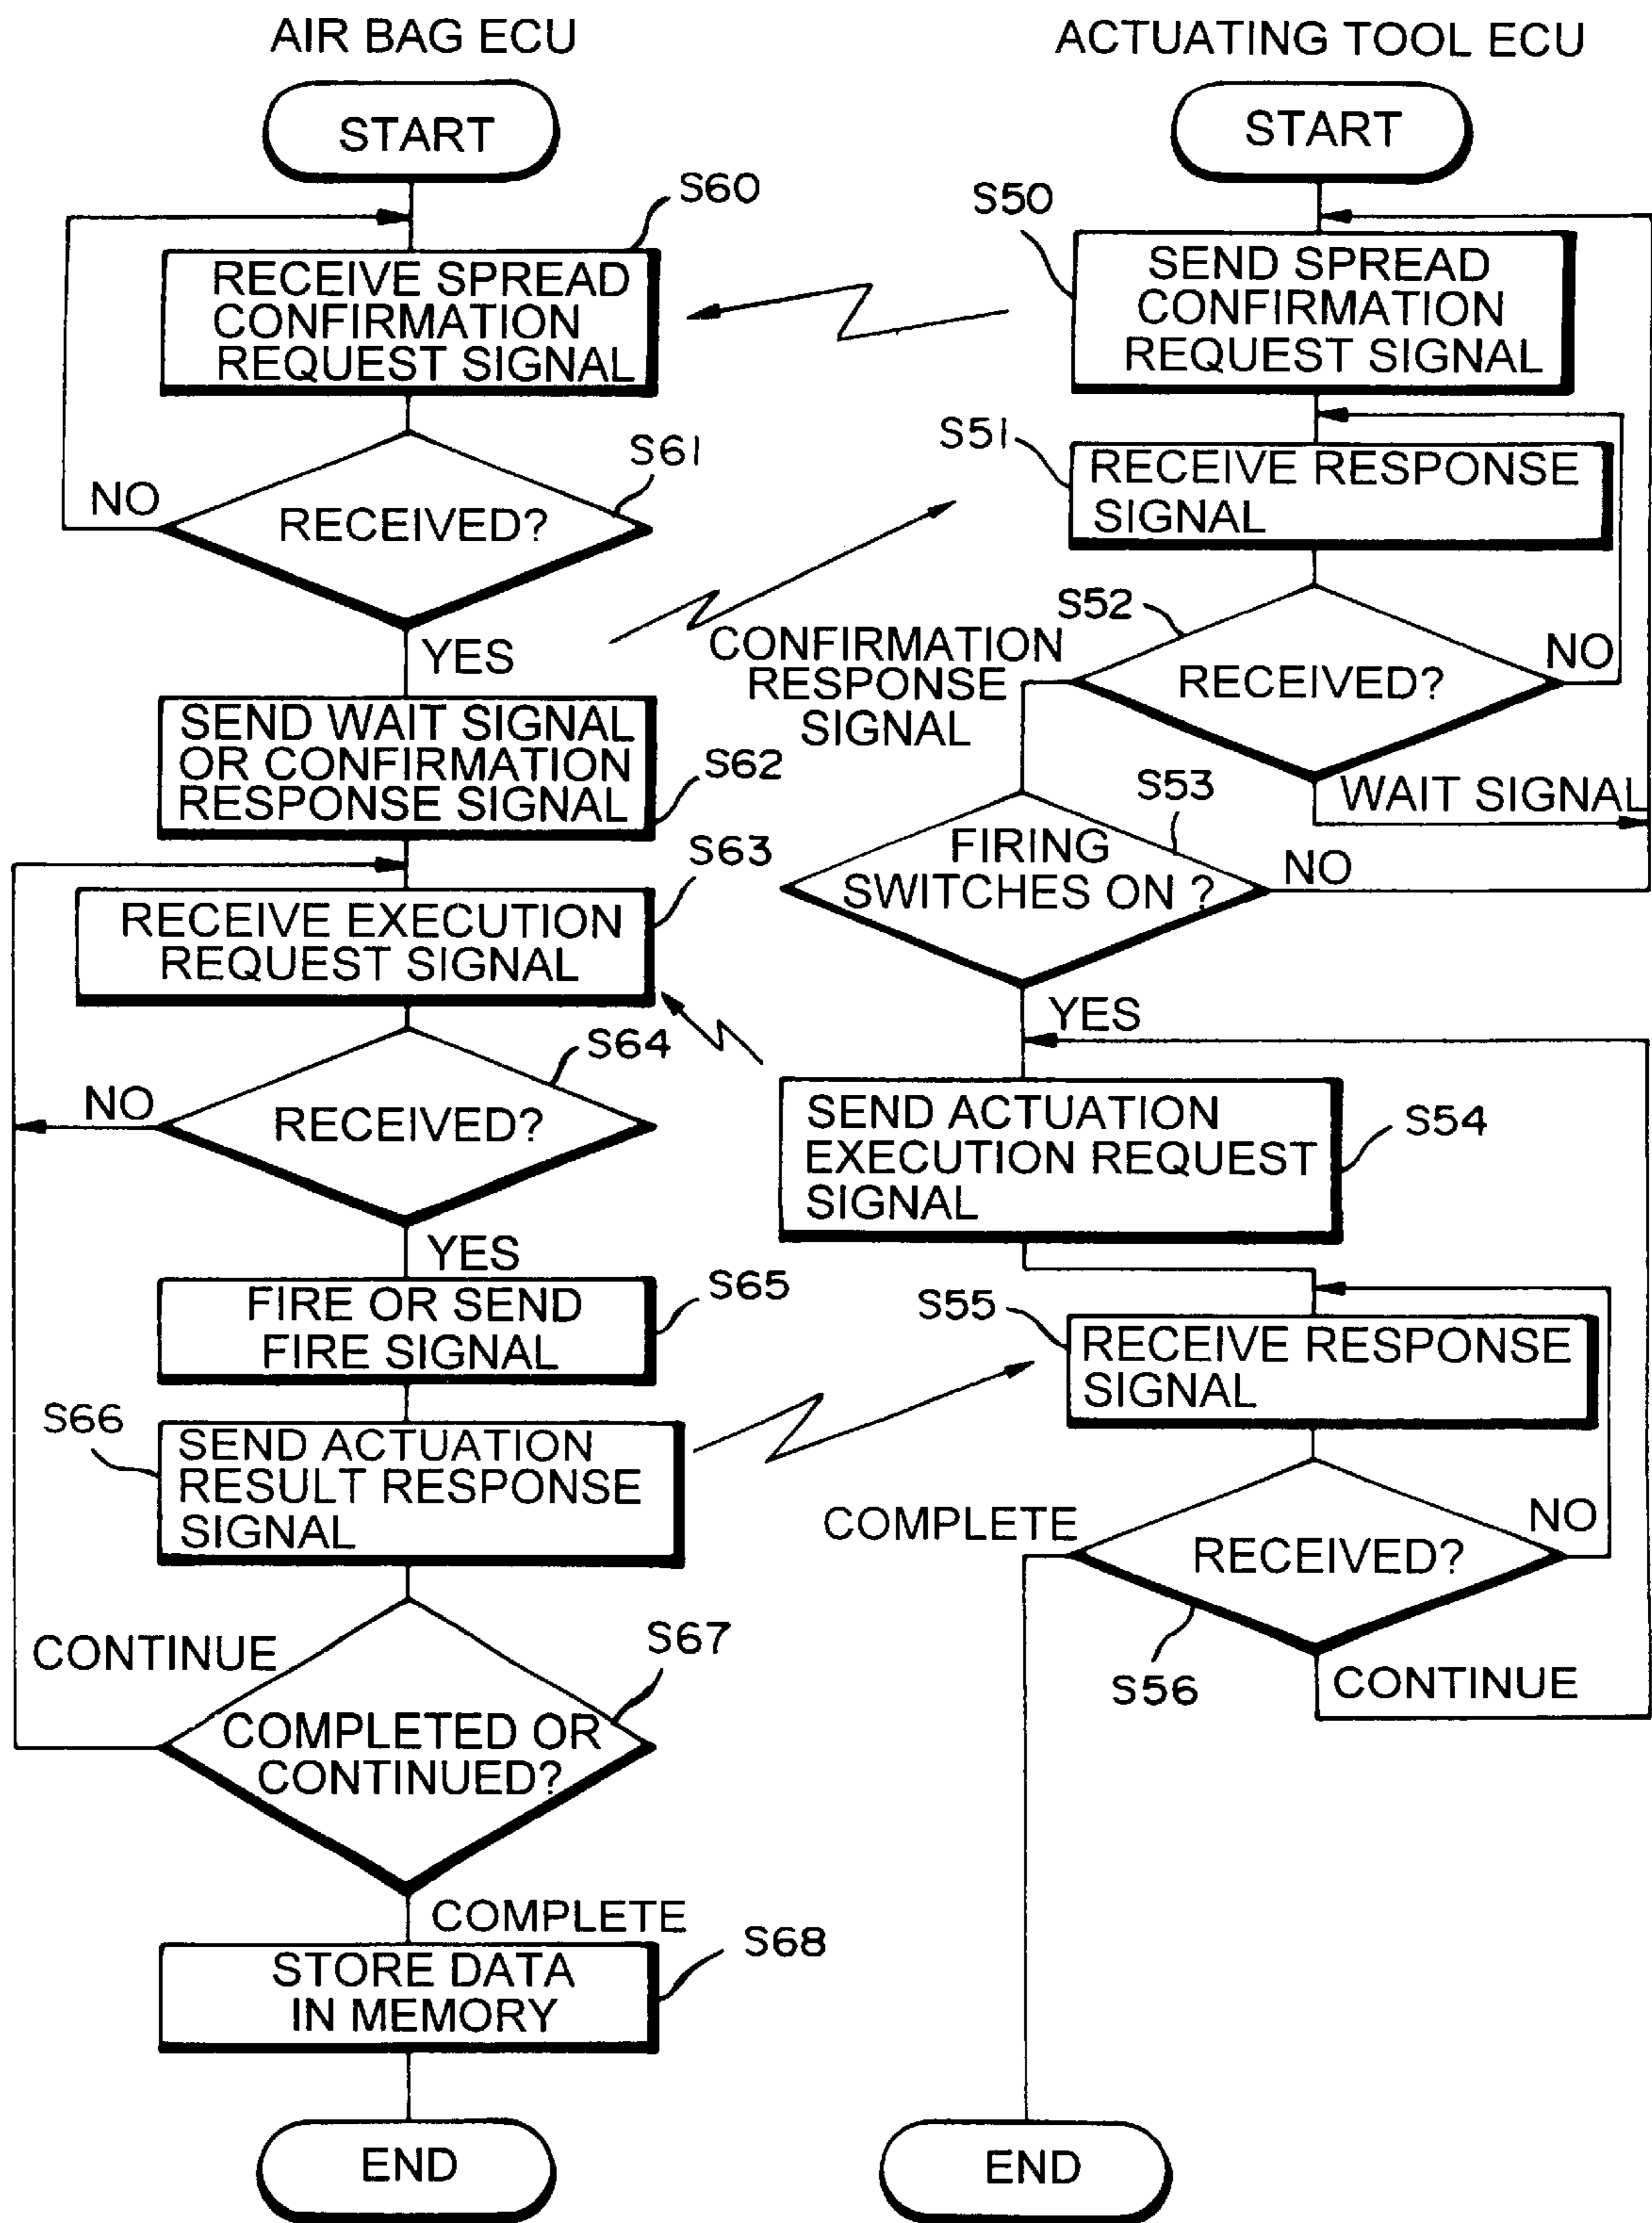 AIR BAG ECU
START
S60
RECEIVE SPREAD
CONFIRMATION
REQUEST SIGNAL
S61
NO
RECEIVED?
YES
SEND WAIT SIGNAL
OR CONFIRMATION
RESPONSE SIGNAL
S62
S63
RECEIVE EXECUTION
REQUEST SIGNAL
S64
NO
RECEIVED?
YES
S65
FIRE OR SEND
FIRE SIGNAL
S66
SEND ACTUATION
RESULT RESPONSE
SIGNAL
CONTINUE
S67
COMPLETED OR
CONTINUED?
COMPLETE
S68
STORE DATA
IN MEMORY
END
ACTUATING TOOL ECU
START
S50
SEND SPREAD
CONFIRMATION
REQUEST SIGNAL
S51
RECEIVE RESPONSE
SIGNAL
S52
CONFIRMATION
RESPONSE
SIGNAL
RECEIVED?
NO
WAIT SIGNAL
S53
FIRING
SWITCHES ON ?
NO
YES
SEND ACTUATION
EXECUTION REQUEST
SIGNAL
S54
S55
RECEIVE RESPONSE
SIGNAL
COMPLETE
RECEIVED?
NO
S56
CONTINUE
END